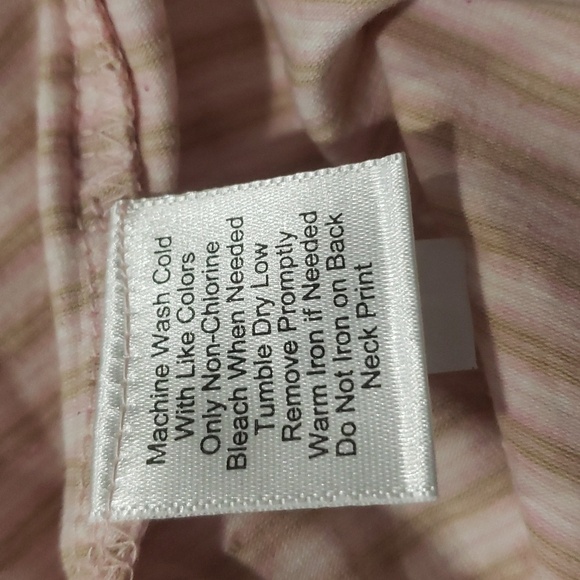 Machine Wash Cold
With Like Colors
Only Non-Chlorine
Bleach When Needed
Tumble Dry Low
Remove Promptly
Warm Iron if Needed
Do Not Iron on Back
Neck Print